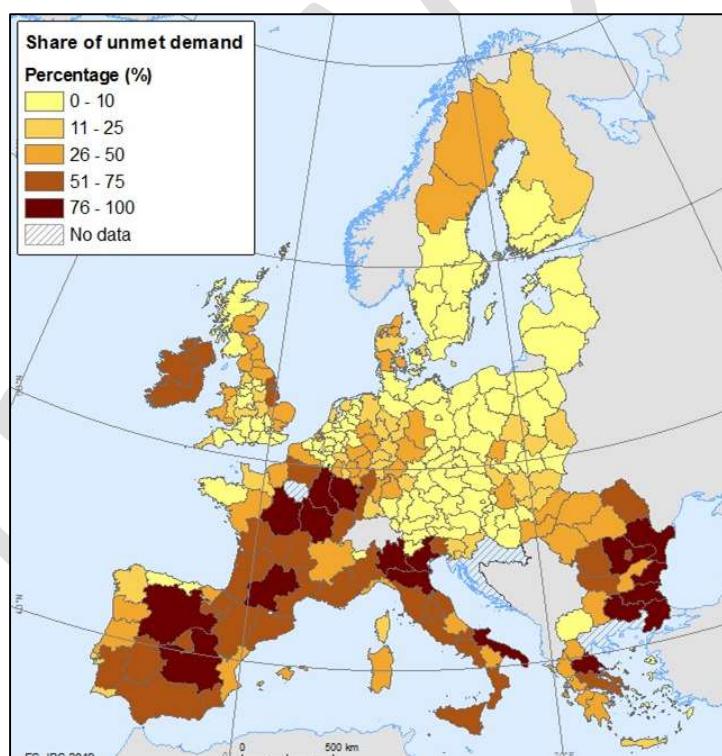 Share of unmet demand
Percentage (%)
0 - 10
11 - 25
26 - 50
51 - 75
76 - 100
No data
0 500 km